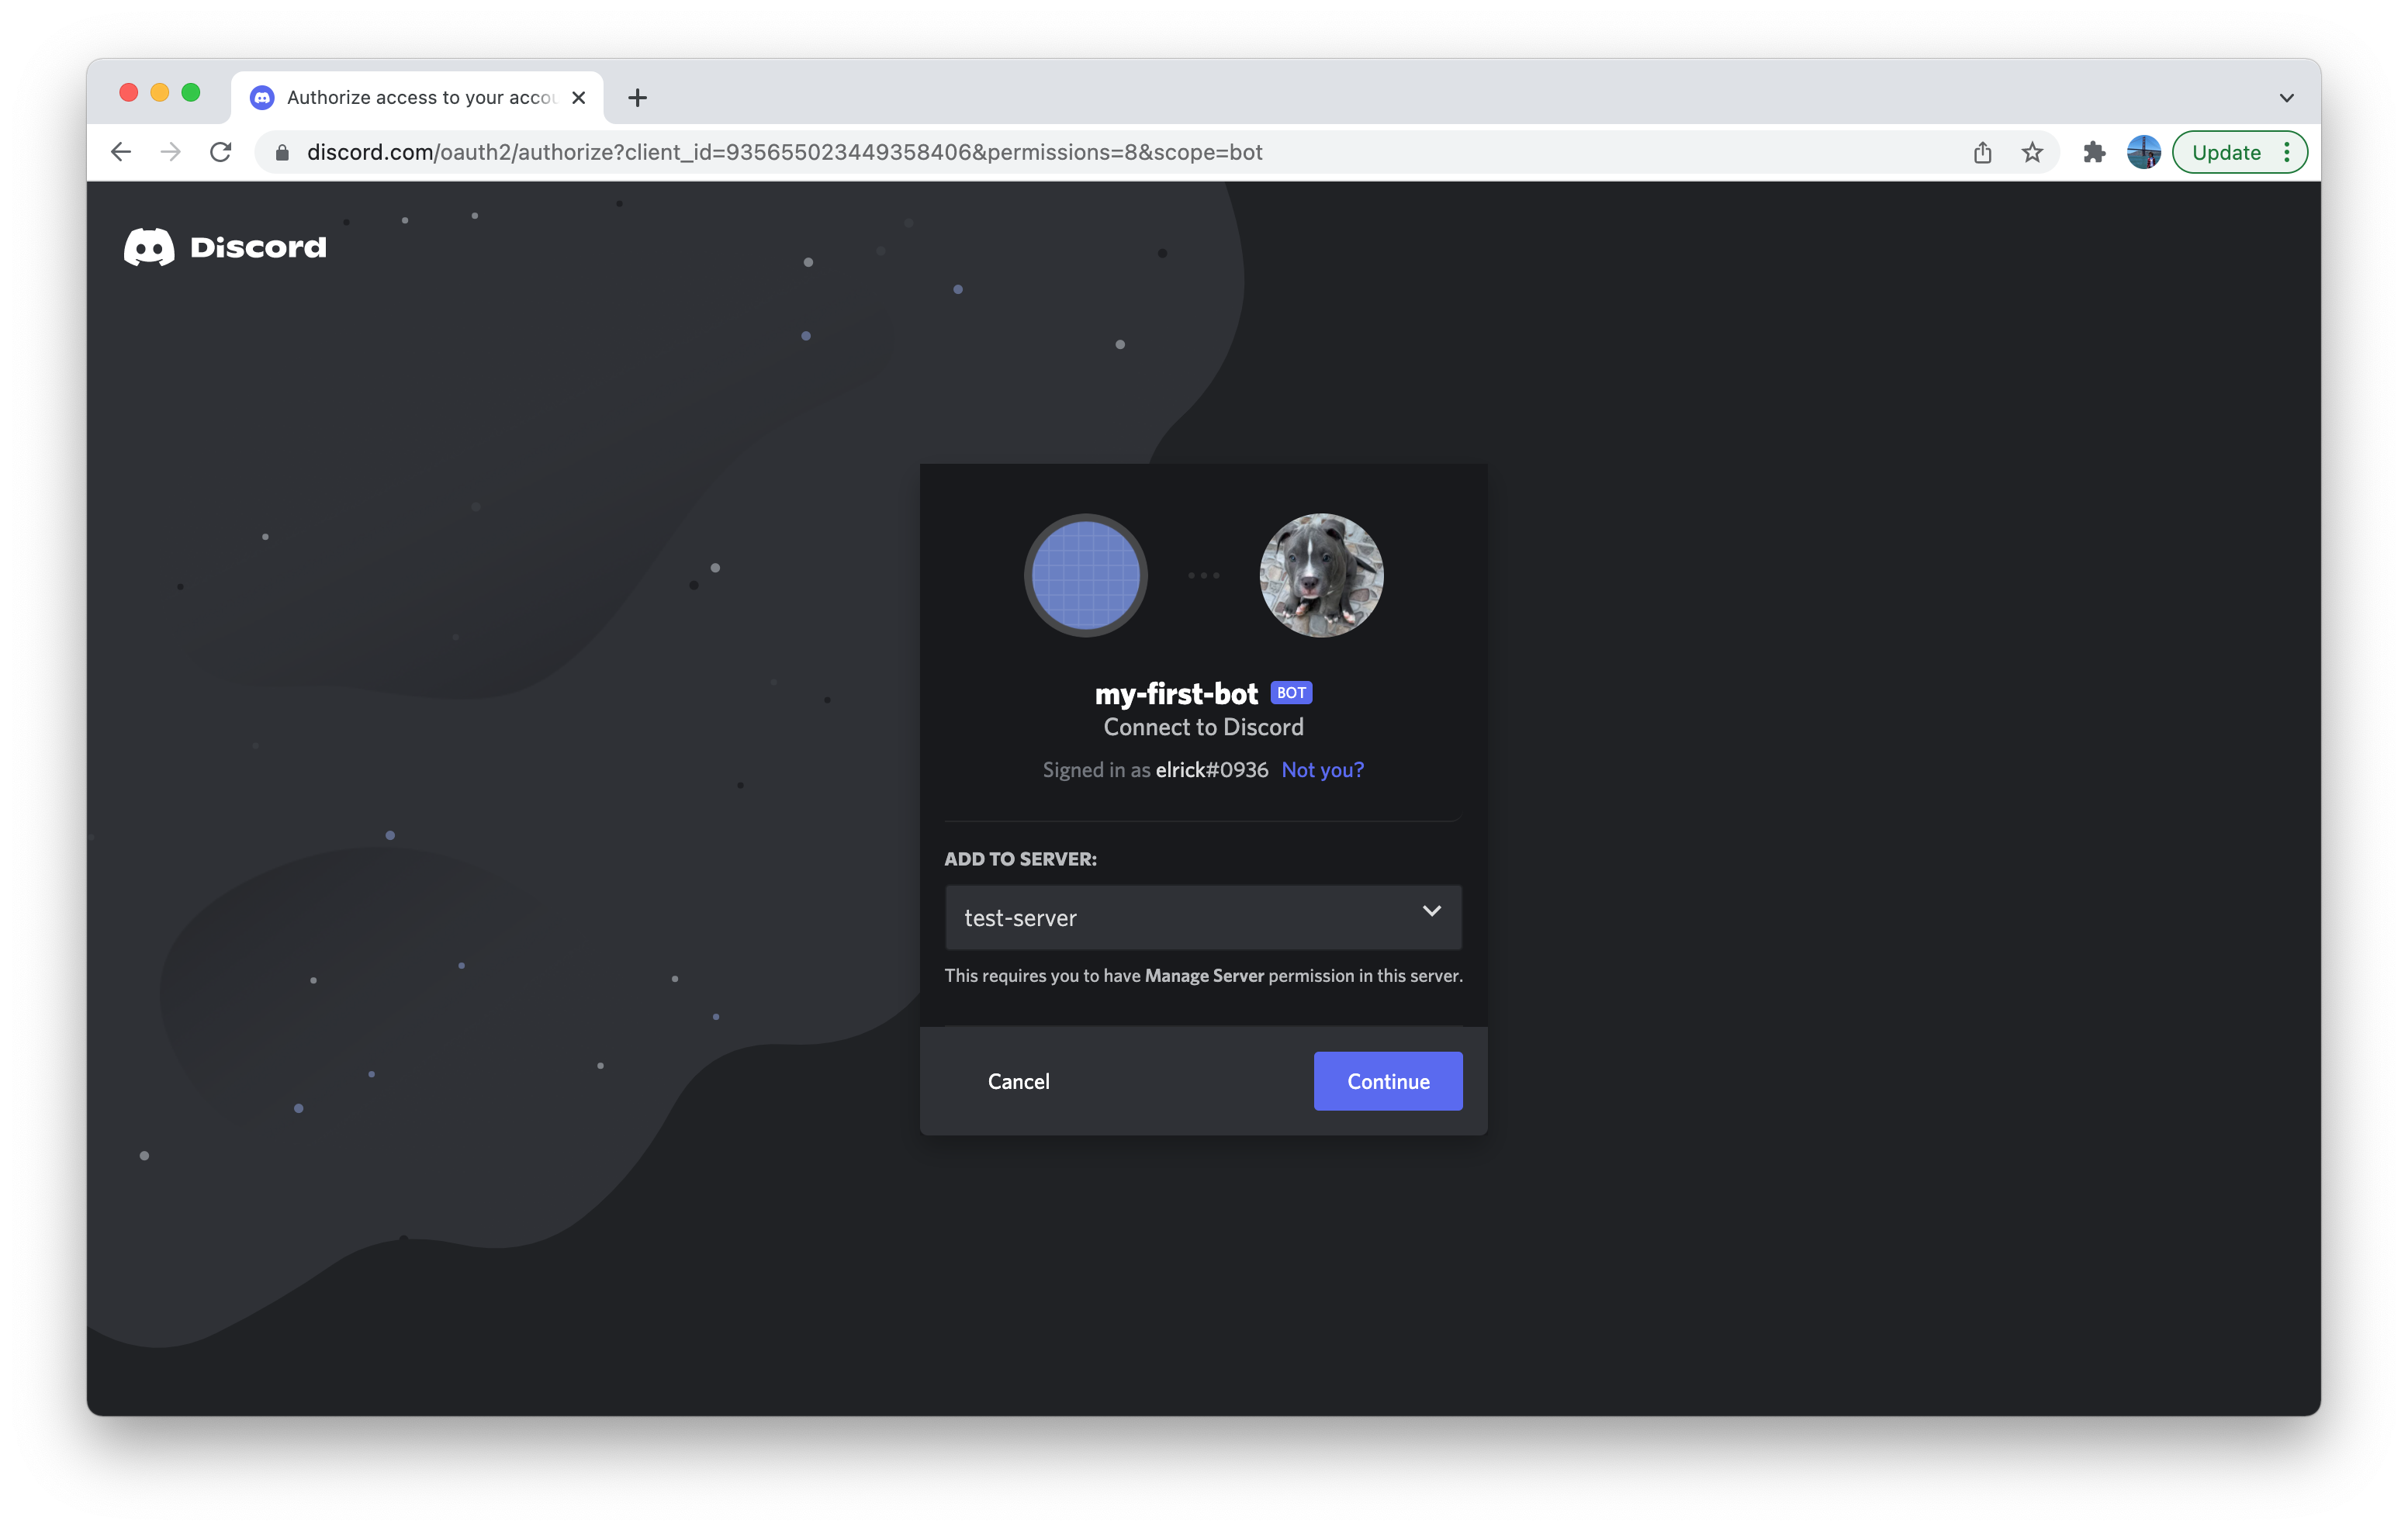 Authorize access to your accou
discord.com/oauth2/authorize?client_id=935655023449358406&permissions=8&scope=bot
Update
Discord
my-first-bot BOT
Connect to Discord
Signed in as elrick#0936 Not you?
ADD TO SERVER:
test-server
This requires you to have Manage Server permission in this server.
Cancel
Continue